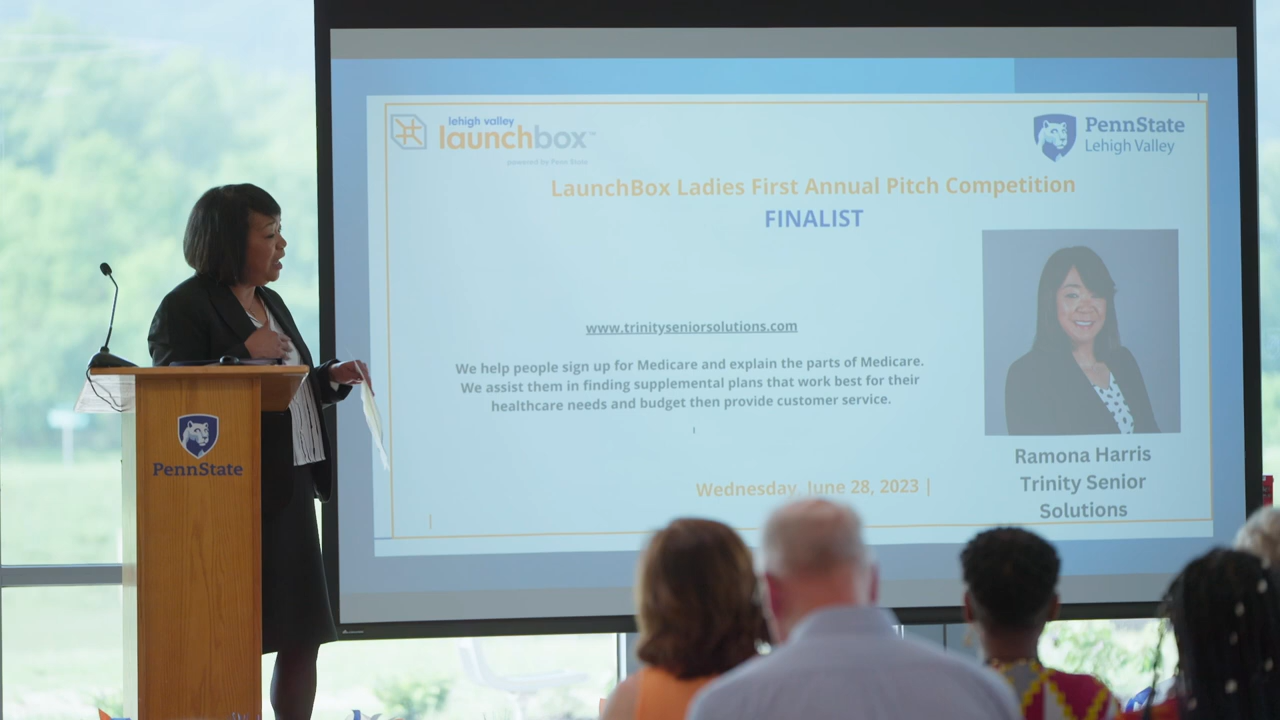 lehigh valley
launchbox™
powered by Penn State
PennState
Lehigh Valley
LaunchBox Ladies First Annual Pitch Competition
FINALIST
www.trinityseniorsolutions.com
We help people sign up for Medicare and explain the parts of Medicare.
We assist them in finding supplemental plans that work best for their
healthcare needs and budget then provide customer service.
Ramona Harris
Trinity Senior
Solutions
Wednesday, June 28, 2023 |
PennState